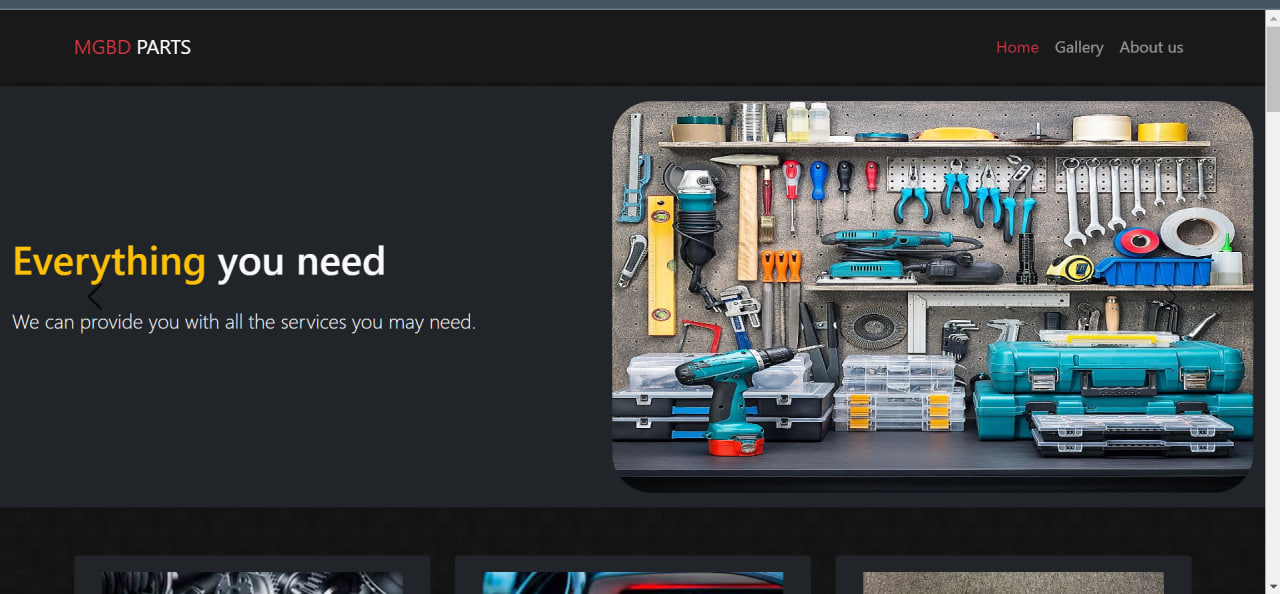 MGBD PARTS
Home Gallery About us
Everything you need
We can provide you with all the services you may need.